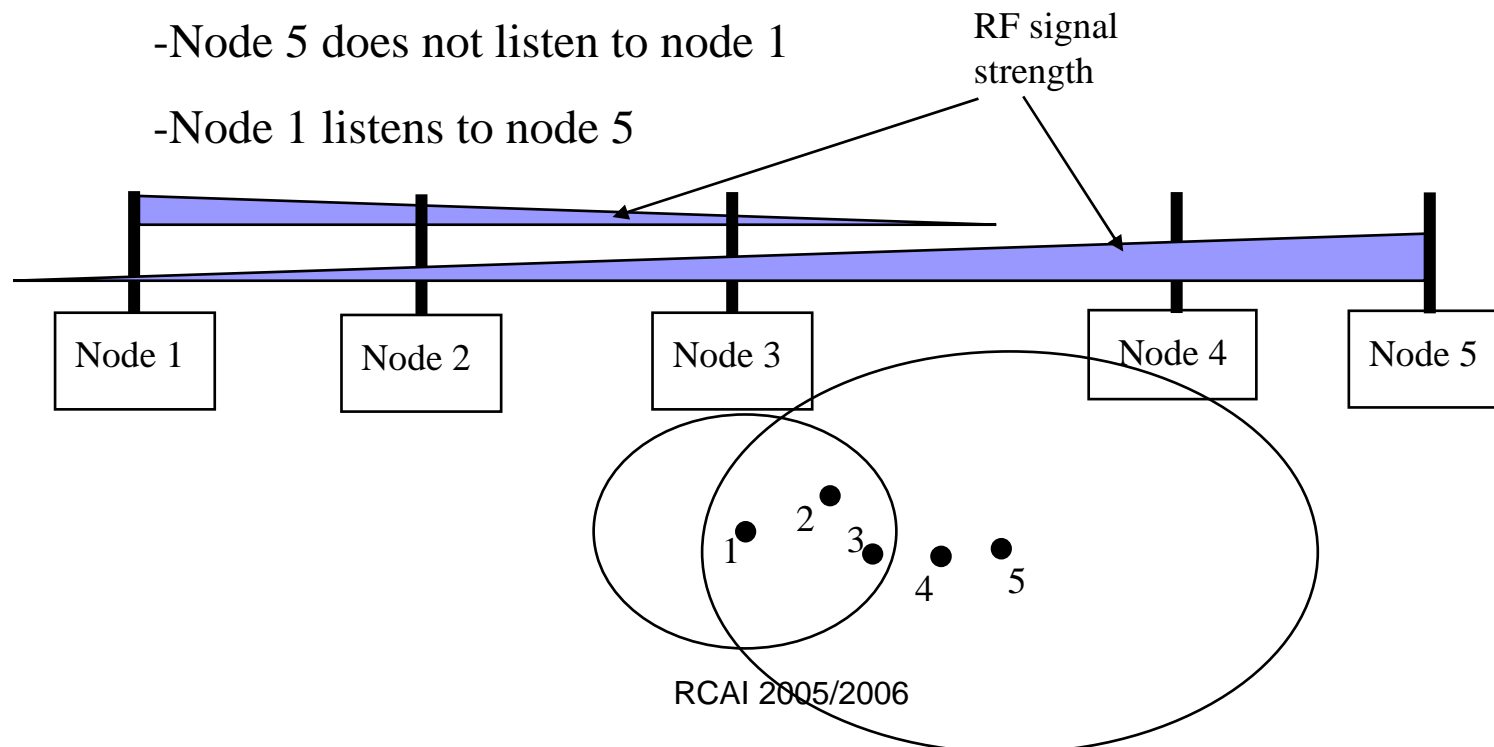 -Node 5 does not listen to node 1
RF signal
strength
-Node 1 listens to node 5
Node 1
Node 2
Node 3
Node 4
Node 5
2
1
3
4
5
RCAI 2005/2006